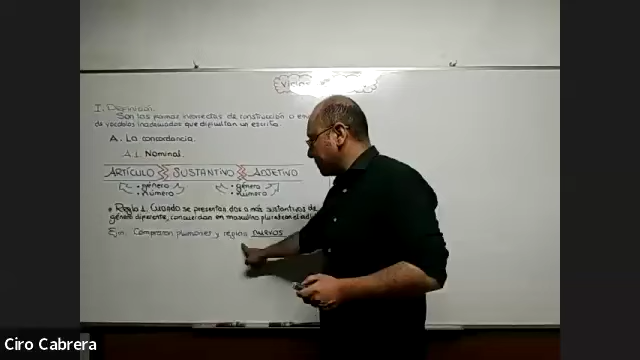 I. Definición.
Son las formas incorrectas de construcción o
de vocablos inadecuados que dificultan un escrito.
A. La concordancia.
A.1. Nominal.
ARTÍCULO SUSTANTIVO ADJETIVO
• género • género
• número • número
• Regla 1. Cuando se presentan dos o más sustantivos de
género diferente, concuerdan en masculino plural con el
Ejm. Compraron plumones y reglas nuevos
Ciro Cabrera